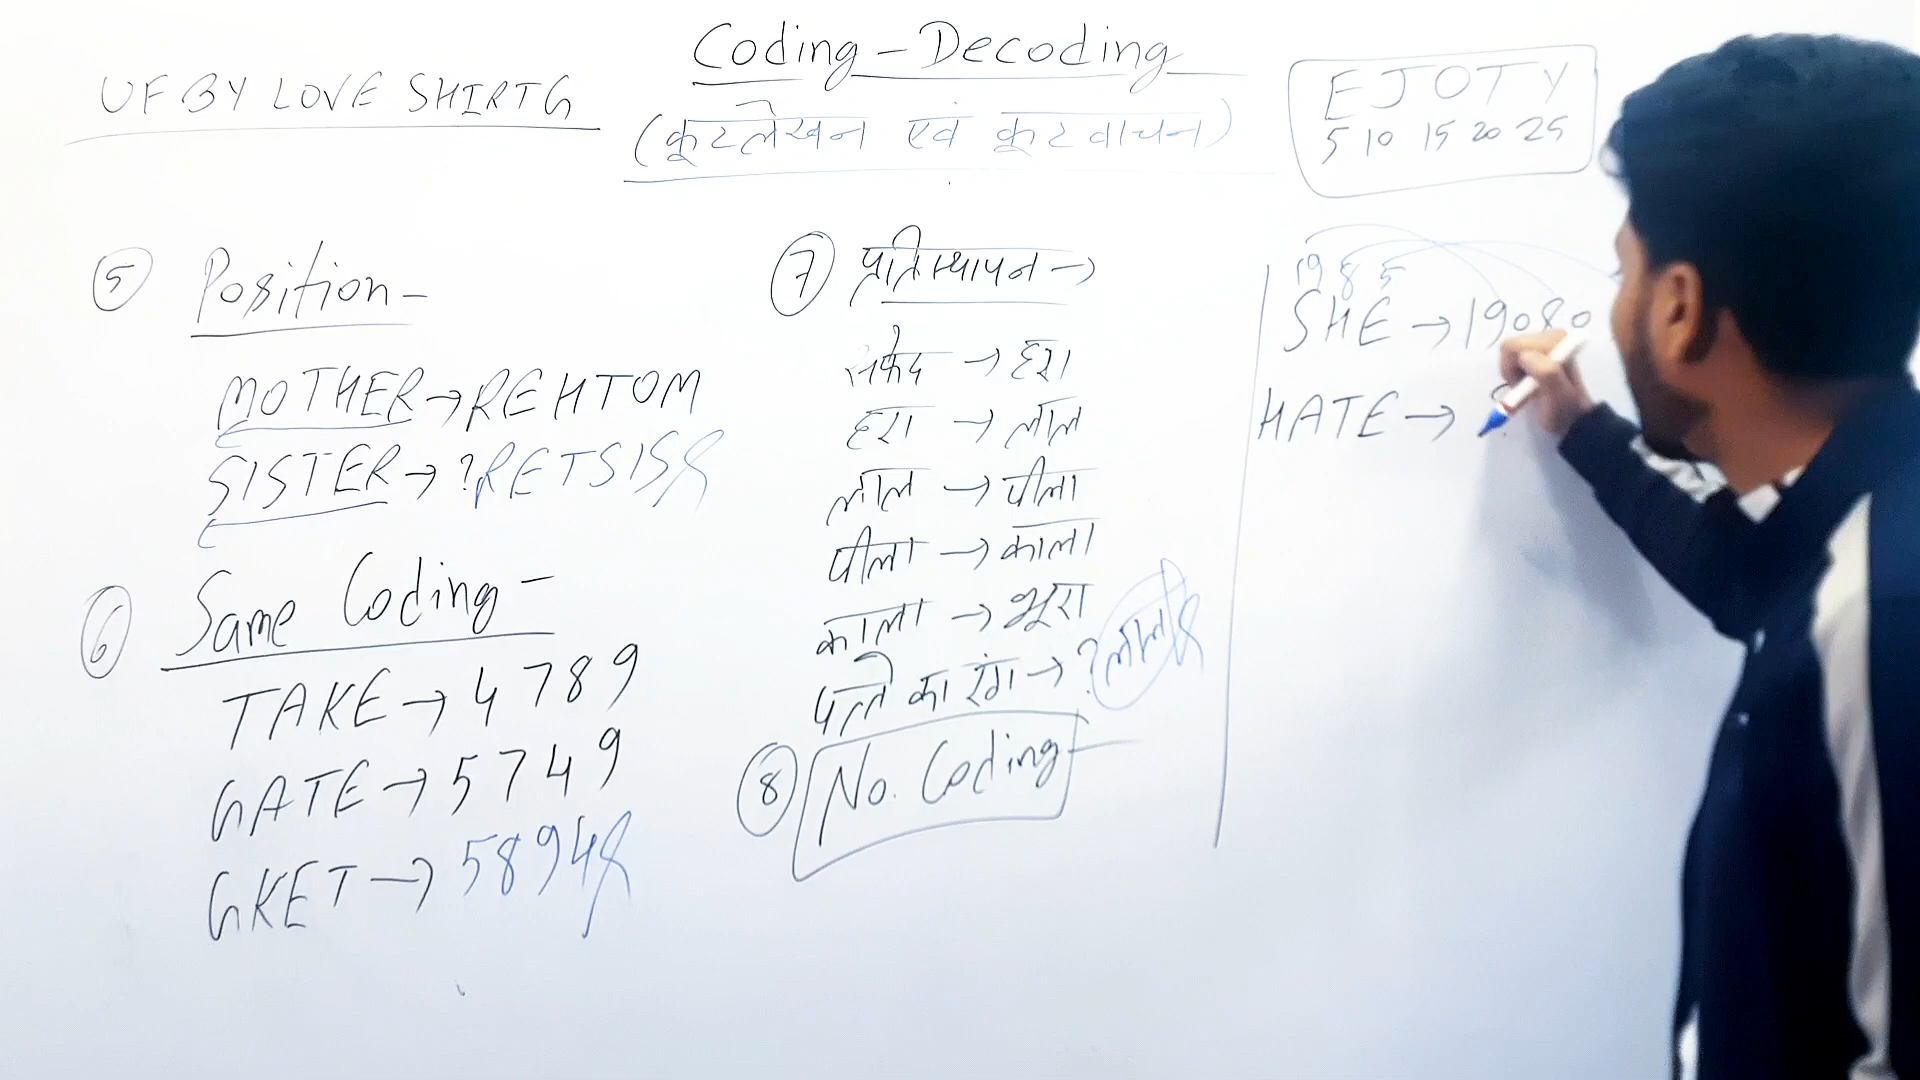 Coding - Decoding
UF BY LOVE SHIRTG
(कूटलेखन एवं कूटवाचन)
E J O T Y
5 10 15 20 25
⑤ Position -
MOTHER → REHTOM
SISTER → ? RETSIS
⑥ Same Coding -
TAKE → 4789
GATE → 5749
GKET → 5894
⑦ प्रतिस्थापन →
सफेद → हरा
हरा → लाल
लाल → पीला
पीला → काला
काला → भूरा
पत्ते का रंग → ? लाल
⑧ No. Coding -
19 8 5
SHE → 19080
HATE →